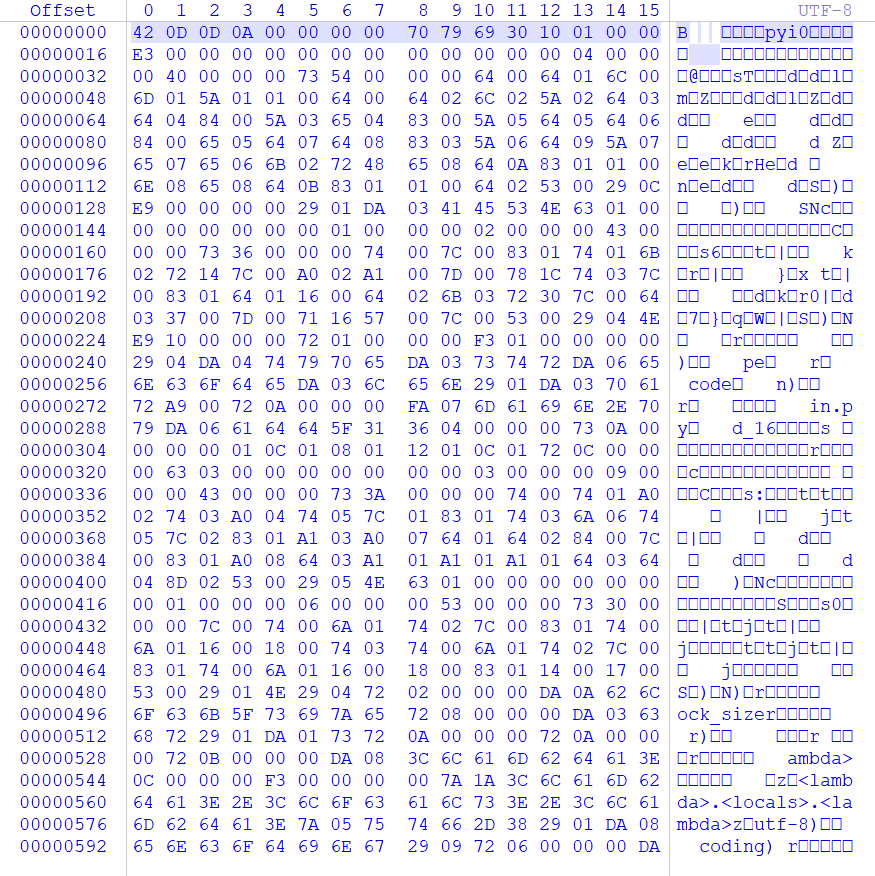 Offset 0 1 2 3 4 5 6 7 8 9 10 11 12 13 14 15 UTF-8
00000000 42 0D 0D 0A 00 00 00 00 70 79 69 30 10 01 00 00 B pyi0
00000016 E3 00 00 00 00 00 00 00 00 00 00 00 00 04 00 00
00000032 00 40 00 00 00 73 54 00 00 00 64 00 64 01 6C 00 @sTddl
00000048 6D 01 5A 01 01 00 64 00 64 02 6C 02 5A 02 64 03 mZddlZd
00000064 64 04 84 00 5A 03 65 04 83 00 5A 05 64 05 64 06 d e dd
00000080 84 00 65 05 64 07 64 08 83 03 5A 06 64 09 5A 07 dd d Z
00000096 65 07 65 06 6B 02 72 48 65 08 64 0A 83 01 01 00 eekrHed
00000112 6E 08 65 08 64 0B 83 01 01 00 64 02 53 00 29 0C ned dS)
00000128 E9 00 00 00 00 29 01 DA 03 41 45 53 4E 63 01 00 ) SNc
00000144 00 00 00 00 00 01 00 00 00 02 00 00 00 43 00 00 C
00000160 00 00 73 36 00 00 00 74 00 7C 00 83 01 74 01 6B s6t| k
00000176 02 72 14 7C 00 A0 02 A1 00 7D 00 78 1C 74 03 7C r| }x t|
00000192 00 83 01 64 01 16 00 64 02 6B 03 72 30 7C 00 64 dkr0|d
00000208 03 37 00 7D 00 71 16 57 00 7C 00 53 00 29 04 4E 7}qW|S)N
00000224 E9 10 00 00 00 72 01 00 00 00 F3 01 00 00 00 00 r
00000240 29 04 DA 04 74 79 70 65 DA 03 73 74 72 DA 06 65 ) pe r
00000256 6E 63 6F 64 65 DA 03 6C 65 6E 29 01 DA 03 70 61 code n)
00000272 72 A9 00 72 0A 00 00 00 FA 07 6D 61 69 6E 2E 70 r in.p
00000288 79 DA 06 61 64 64 5F 31 36 04 00 00 00 73 0A 00 y d_16s
00000304 00 00 00 01 0C 01 08 01 12 01 0C 01 72 0C 00 00 r
00000320 00 63 03 00 00 00 00 00 00 00 03 00 00 00 09 00 c
00000336 00 00 43 00 00 00 73 3A 00 00 00 74 00 74 01 A0 Cs:tt
00000352 02 74 03 A0 04 74 05 7C 01 83 01 74 03 6A 06 74 | jt
00000368 05 7C 02 83 01 A1 03 A0 07 64 01 64 02 84 00 7C | d
00000384 00 83 01 A0 08 64 03 A1 01 A1 01 A1 01 64 03 64 d d
00000400 04 8D 02 53 00 29 05 4E 63 01 00 00 00 00 00 00 )Nc
00000416 00 01 00 00 00 06 00 00 00 53 00 00 00 73 30 00 Ss0
00000432 00 00 7C 00 74 00 6A 01 74 02 7C 00 83 01 74 00 |tjt|
00000448 6A 01 16 00 18 00 74 03 74 00 6A 01 74 02 7C 00 jttjt|
00000464 83 01 74 00 6A 01 16 00 18 00 83 01 14 00 17 00 j
00000480 53 00 29 01 4E 29 04 72 02 00 00 00 DA 0A 62 6C S)N)r
00000496 6F 63 6B 5F 73 69 7A 65 72 08 00 00 00 DA 03 63 ock_sizer
00000512 68 72 29 01 DA 01 73 72 0A 00 00 00 72 0A 00 00 r) r
00000528 00 72 0B 00 00 00 DA 08 3C 6C 61 6D 62 64 61 3E r ambda>
00000544 0C 00 00 00 F3 00 00 00 00 7A 1A 3C 6C 61 6D 62 z<lamb
00000560 64 61 3E 2E 3C 6C 6F 63 61 6C 73 3E 2E 3C 6C 61 da>.<locals>.<la
00000576 6D 62 64 61 3E 7A 05 75 74 66 2D 38 29 01 DA 08 mbda>zutf-8)
00000592 65 6E 63 6F 64 69 6E 67 29 09 72 06 00 00 00 DA coding) r